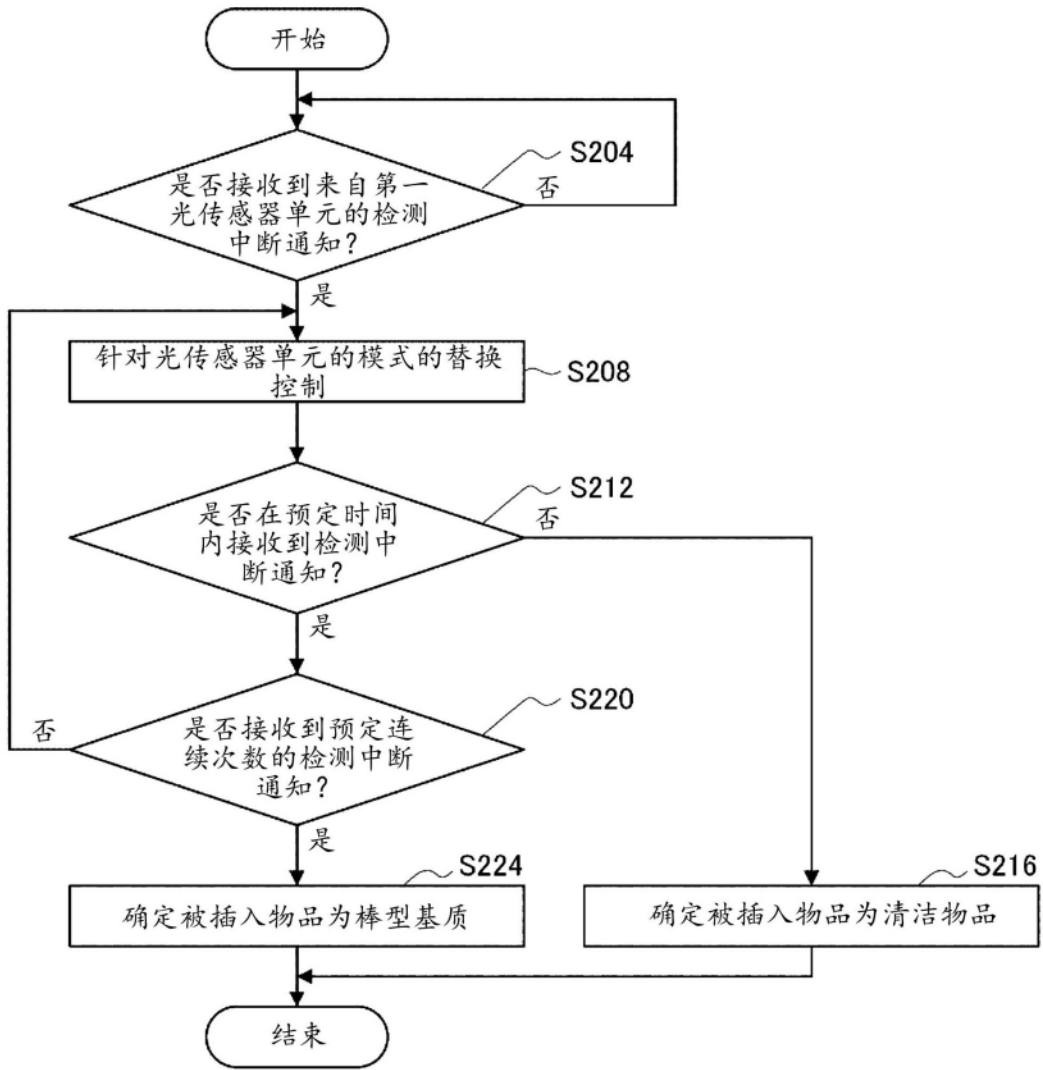 开始
S204
是否接收到来自第一
光传感器单元的检测
中断通知?
否
是
针对光传感器单元的模式的替换
控制
S208
S212
是否在预定时间
内接收到检测中
断通知?
否
是
S220
是否接收到预定连
续次数的检测中断
通知?
否
是
S224
确定被插入物品为棒型基质
S216
确定被插入物品为清洁物品
结束